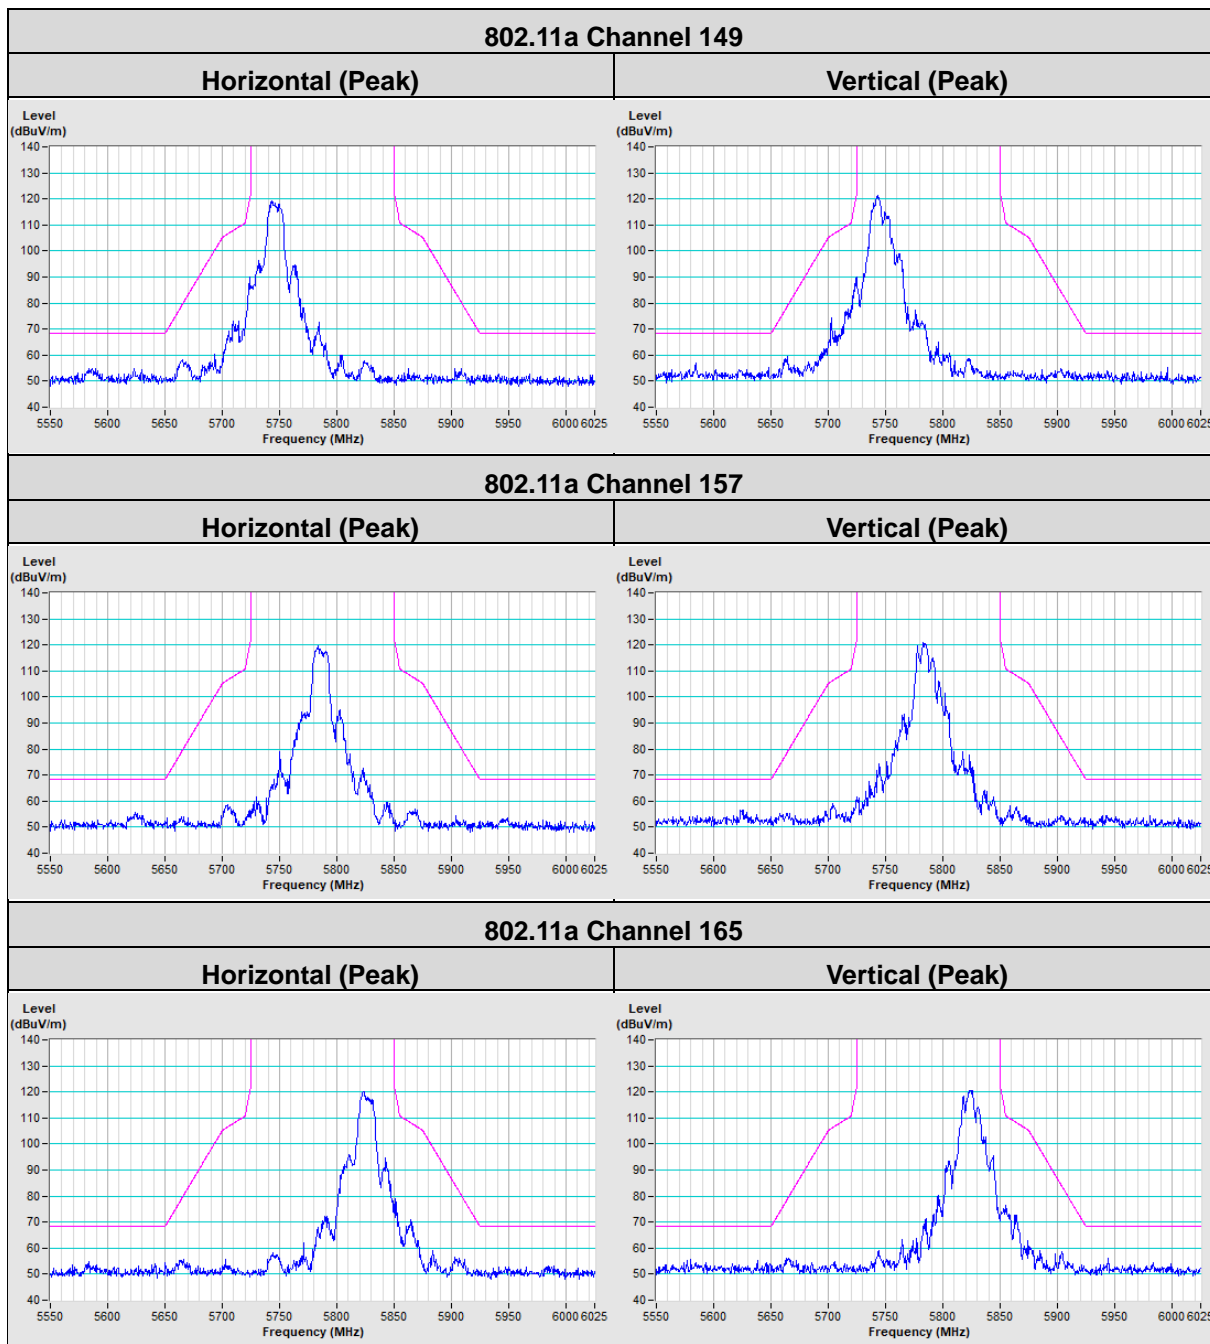 802.11a Channel 149
Horizontal (Peak) Vertical (Peak)
Level Level
(dBuV/m) (dBuV/m)
140 140
130 130
120 120
110 110
100 100
90 90
80 80
70 70
60 60
50 50
40 40
5550 5600 5650 5700 5750 5800 5850 5900 5950 6000 6025 5550 5600 5650 5700 5750 5800 5850 5900 5950 6000 6025
Frequency (MHz) Frequency (MHz)
802.11a Channel 157
Horizontal (Peak) Vertical (Peak)
Level Level
(dBuV/m) (dBuV/m)
140 140
130 130
120 120
110 110
100 100
90 90
80 80
70 70
60 60
50 50
40 40
5550 5600 5650 5700 5750 5800 5850 5900 5950 6000 6025 5550 5600 5650 5700 5750 5800 5850 5900 5950 6000 6025
Frequency (MHz) Frequency (MHz)
802.11a Channel 165
Horizontal (Peak) Vertical (Peak)
Level Level
(dBuV/m) (dBuV/m)
140 140
130 130
120 120
110 110
100 100
90 90
80 80
70 70
60 60
50 50
40 40
5550 5600 5650 5700 5750 5800 5850 5900 5950 6000 6025 5550 5600 5650 5700 5750 5800 5850 5900 5950 6000 6025
Frequency (MHz) Frequency (MHz)